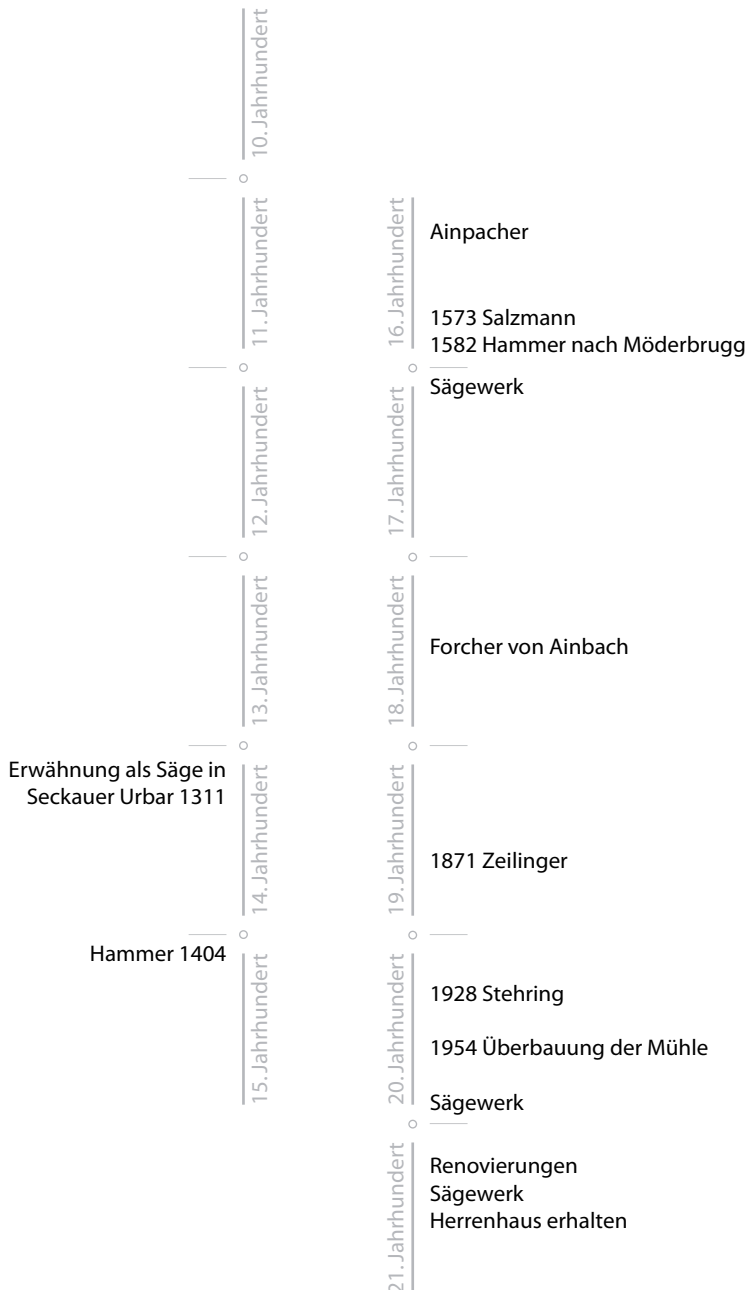 10. Jahrhundert
11. Jahrhundert
12. Jahrhundert
13. Jahrhundert
Erwähnung als Säge in
Seckauer Urbar 1311
14. Jahrhundert
Hammer 1404
15. Jahrhundert
16. Jahrhundert
Ainpacher
1573 Salzmann
1582 Hammer nach Möderbrugg
Sägewerk
17. Jahrhundert
18. Jahrhundert
Forcher von Ainbach
19. Jahrhundert
1871 Zeilinger
20. Jahrhundert
1928 Stehring
1954 Überbauung der Mühle
Sägewerk
21. Jahrhundert
Renovierungen
Sägewerk
Herrenhaus erhalten